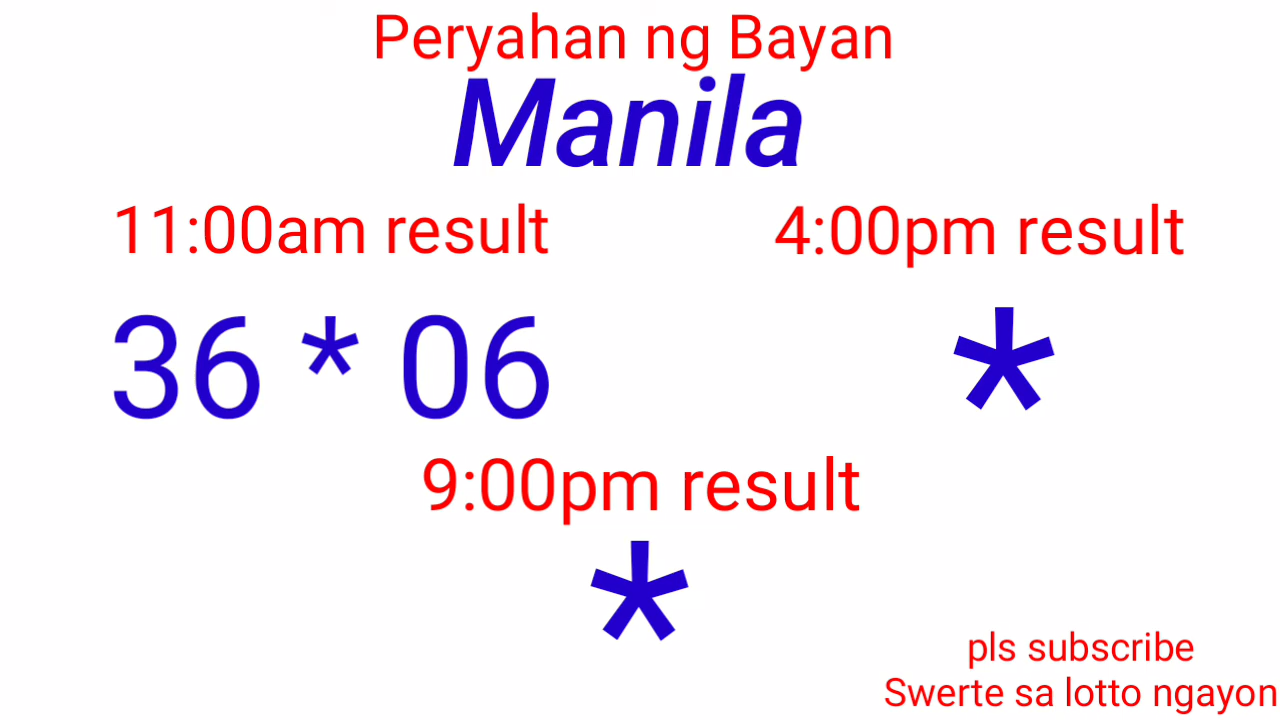 Peryahan ng Bayan
Manila
11:00am result
4:00pm result
36 * 06
*
9:00pm result
*
pls subscribe
Swerte sa lotto ngayon